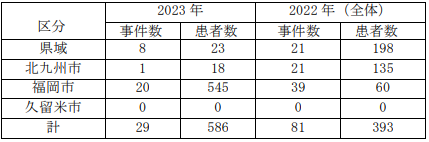 区分 2023 年 2022 年（全体）
事件数 患者数 事件数 患者数
県域 8 23 21 198
北九州市 1 18 21 135
福岡市 20 545 39 60
久留米市 0 0 0 0
計 29 586 81 393